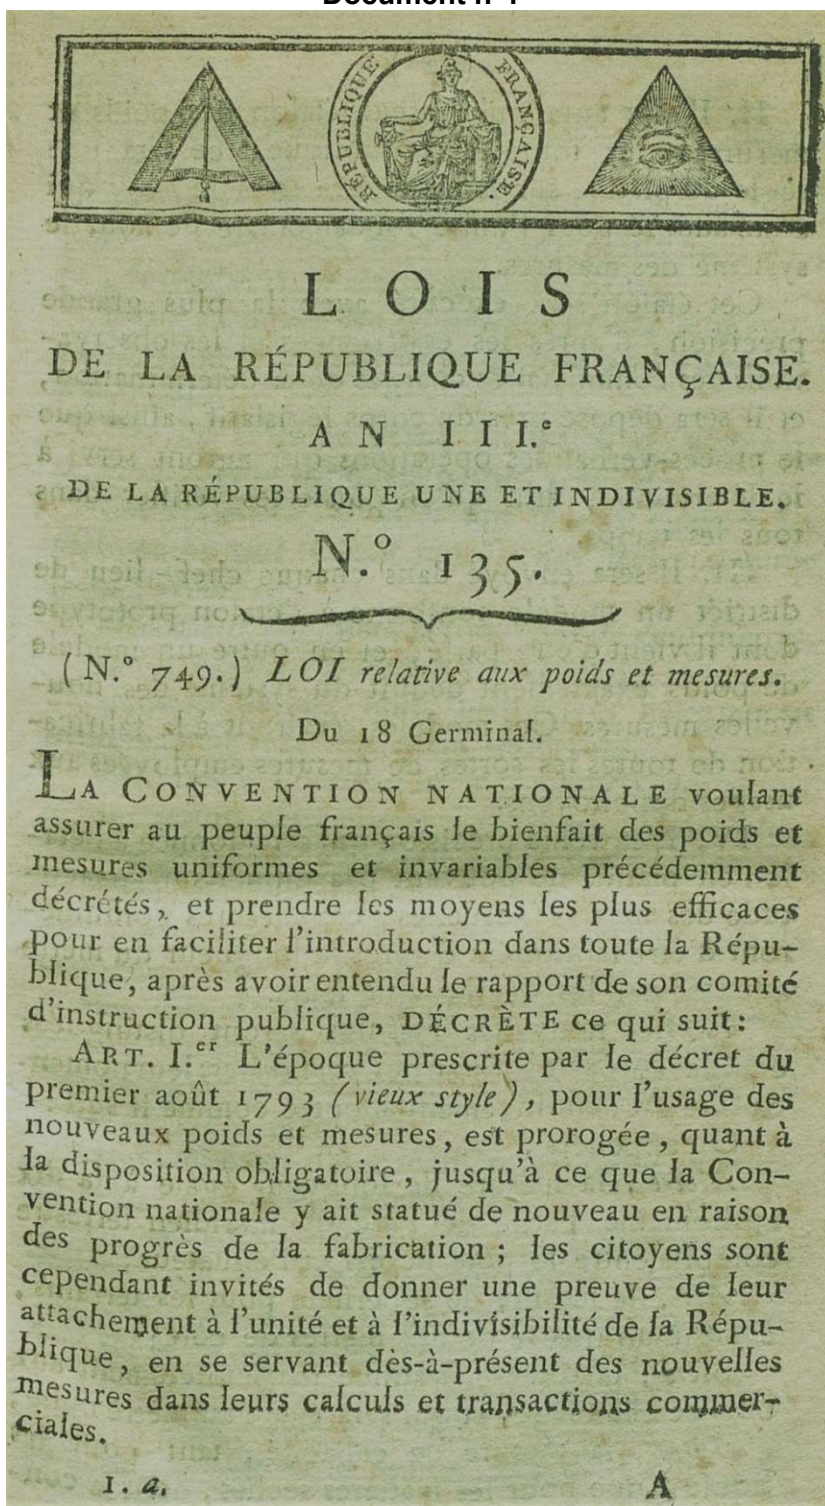 Document n°1
RÉPUBLIQUE FRANÇAISE.
LOIS
DE LA RÉPUBLIQUE FRANÇAISE.
AN III.e
DE LA RÉPUBLIQUE UNE ET INDIVISIBLE.
N.o 135.
(N.o 749.) LOI relative aux poids et mesures.
Du 18 Germinal.
LA CONVENTION NATIONALE voulant
assurer au peuple français le bienfait des poids et
mesures uniformes et invariables précédemment
décrétés, et prendre les moyens les plus efficaces
pour en faciliter l'introduction dans toute la Répu-
blique, après avoir entendu le rapport de son comité
d'instruction publique, DÉCRÈTE ce qui suit:
ART. I.er L'époque prescrite par le décret du
premier août 1793 (vieux style), pour l'usage des
nouveaux poids et mesures, est prorogée, quant à
la disposition obligatoire, jusqu'à ce que la Con-
vention nationale y ait statué de nouveau en raison
des progrès de la fabrication ; les citoyens sont
cependant invités de donner une preuve de leur
attachement à l'unité et à l'indivisibilité de la Répu-
blique, en se servant dès-à-présent des nouvelles
mesures dans leurs calculs et transactions commer-
ciales.
1. a. A